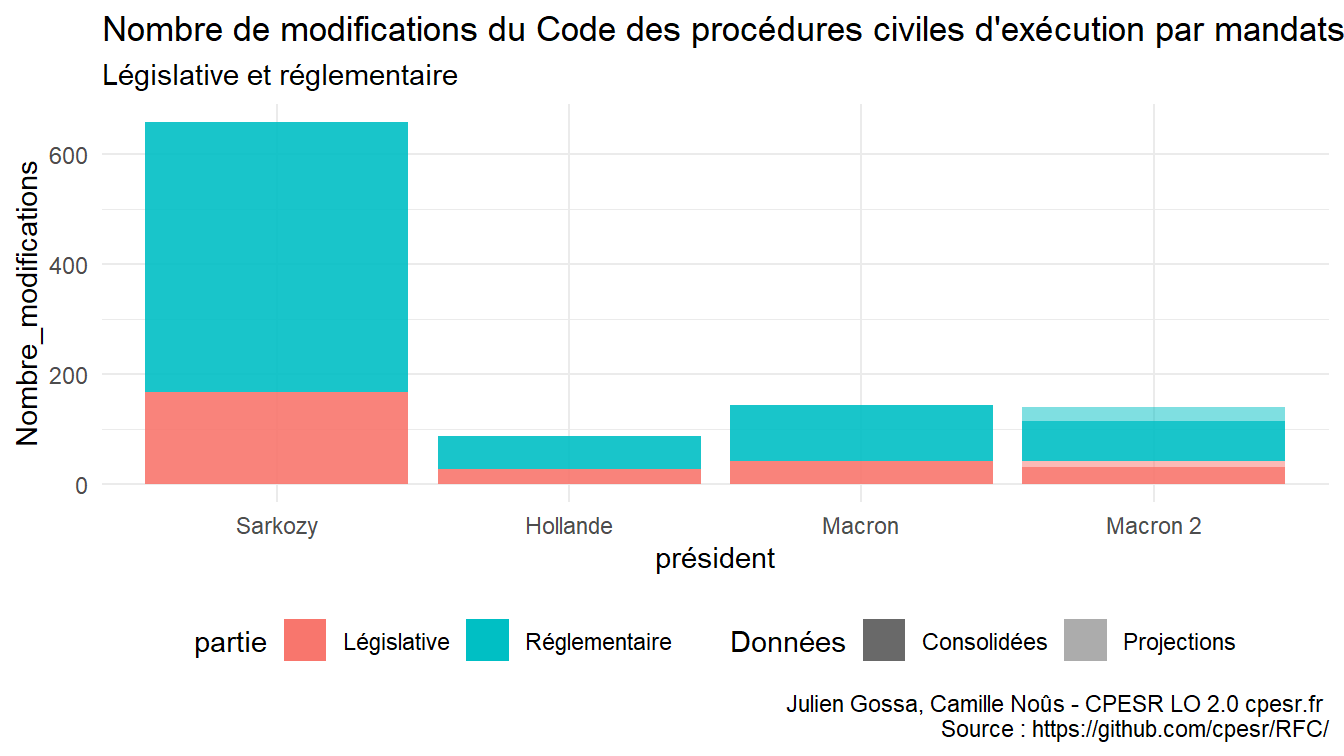 Nombre de modifications du Code des procédures civiles d'exécution par mandats
Législative et réglementaire
Nombre_modifications
600
400
200
0
Sarkozy
Hollande
Macron
Macron 2
président
partie
Législative
Réglementaire
Données
Consolidées
Projections
Julien Gossa, Camille Noûs - CPESR LO 2.0 cpesr.fr
Source : https://github.com/cpesr/RFC/